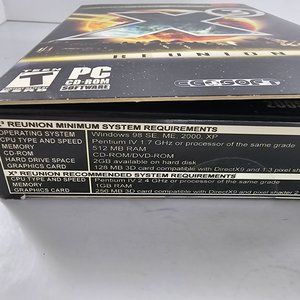 X³
REUNION
T
PC
CD-ROM
SOFTWARE
EGOSOFT
X³ REUNION MINIMUM SYSTEM REQUIREMENTS
OPERATING SYSTEM Windows 98 SE, ME, 2000, XP
CPU TYPE AND SPEED Pentium IV 1.7 GHz or processor of the same grade
MEMORY 512 MB RAM
CD-ROM CD-ROM/DVD-ROM
HARD DRIVE SPACE 2GB available on hard disk
GRAPHICS CARD 128 MB 3D card compatible with DirectX9 and 1.3 pixel shader
X³ REUNION RECOMMENDED SYSTEM REQUIREMENTS
CPU TYPE AND SPEED Pentium IV 2.4 GHz or processor of the same grade
MEMORY 1GB RAM
GRAPHICS CARD 256 MB 3D card compatible with DirectX9 and pixel shader